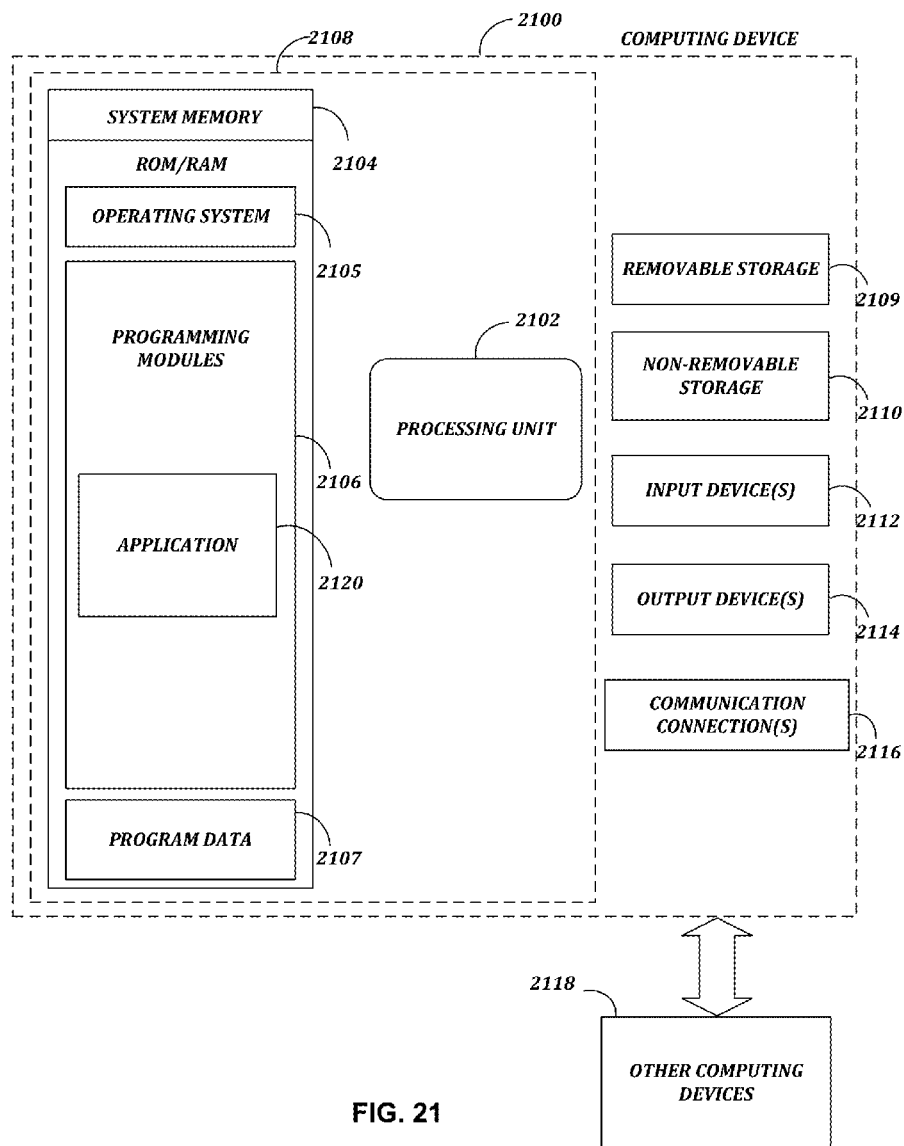 2100
COMPUTING DEVICE
2108
SYSTEM MEMORY
2104
ROM/RAM
OPERATING SYSTEM
2105
PROGRAMMING
MODULES
2106
APPLICATION
2120
PROGRAM DATA
2107
2102
PROCESSING UNIT
REMOVABLE STORAGE
2109
NON-REMOVABLE
STORAGE
2110
INPUT DEVICE(S)
2112
OUTPUT DEVICE(S)
2114
COMMUNICATION
CONNECTION(S)
2116
2118
OTHER COMPUTING
DEVICES
FIG. 21